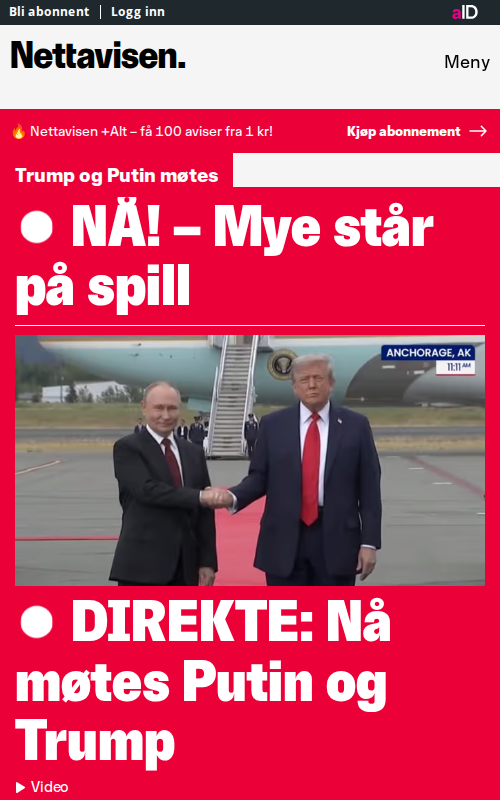 Bli abonnent | Logg inn
aID
Nettavisen.
Meny
🔥 Nettavisen +Alt – få 100 aviser fra 1 kr!
Kjøp abonnement →
Trump og Putin møtes
NÅ! – Mye står
på spill
ANCHORAGE, AK
11:11 AM
DIREKTE: Nå
møtes Putin og
Trump
Video